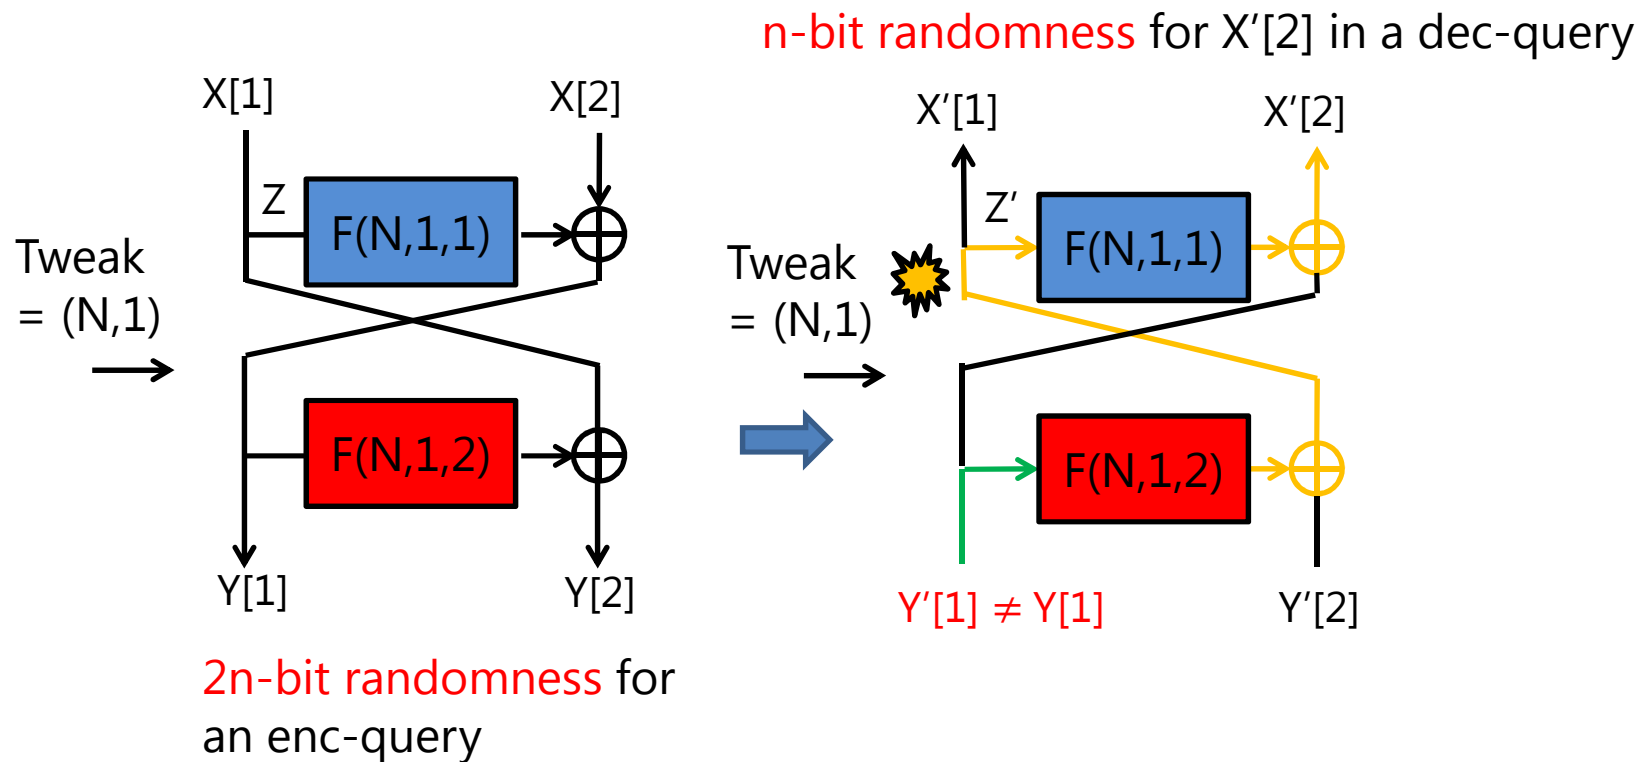 n-bit randomness for X’[2] in a dec-query
X[1]
X[2]
Z
F(N,1,1)
Tweak
= (N,1)
F(N,1,2)
Y[1]
Y[2]
2n-bit randomness for
an enc-query
X’[1]
X’[2]
Z’
F(N,1,1)
Tweak
= (N,1)
F(N,1,2)
Y’[1] ≠ Y[1]
Y’[2]